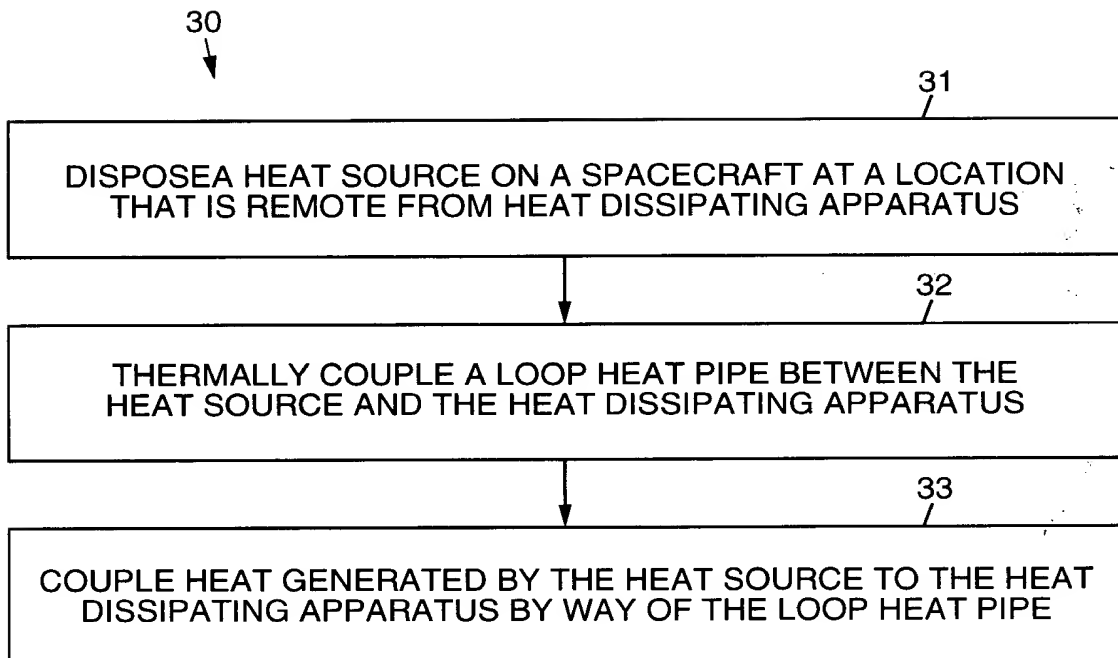 30
31
DISPOSEA HEAT SOURCE ON A SPACECRAFT AT A LOCATION
THAT IS REMOTE FROM HEAT DISSIPATING APPARATUS
32
THERMALLY COUPLE A LOOP HEAT PIPE BETWEEN THE
HEAT SOURCE AND THE HEAT DISSIPATING APPARATUS
33
COUPLE HEAT GENERATED BY THE HEAT SOURCE TO THE HEAT
DISSIPATING APPARATUS BY WAY OF THE LOOP HEAT PIPE